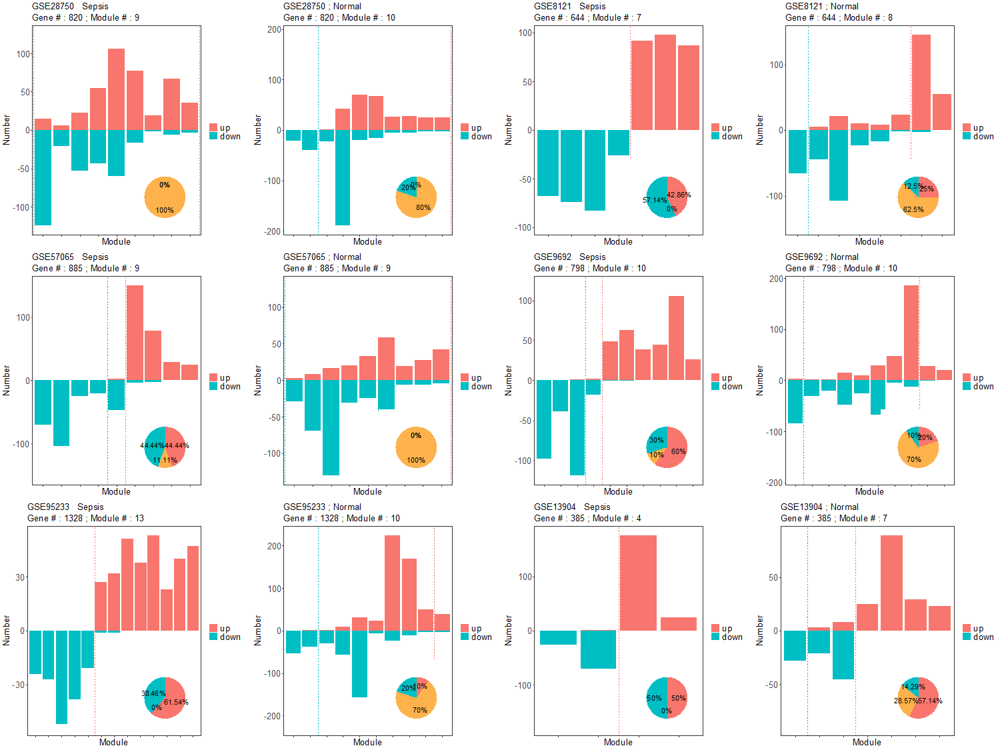 GSE28750   Sepsis
Gene # : 820 ; Module # : 9
100
50
0
-50
-100
Number
Module
up
down
0%
100%
GSE28750 ; Normal
Gene # : 820 ; Module # : 10
200
100
0
-100
-200
Number
Module
up
down
20%
0%
80%
GSE8121   Sepsis
Gene # : 644 ; Module # : 7
100
50
0
-50
-100
Number
Module
up
down
57.14%
42.86%
0%
GSE8121 ; Normal
Gene # : 644 ; Module # : 8
100
0
-100
Number
Module
up
down
12.5%
25%
62.5%
GSE57065   Sepsis
Gene # : 885 ; Module # : 9
100
0
-100
Number
Module
up
down
44.44%
44.44%
11.11%
GSE57065 ; Normal
Gene # : 885 ; Module # : 9
100
50
0
-50
-100
Number
Module
up
down
0%
100%
GSE9692   Sepsis
Gene # : 798 ; Module # : 10
100
50
0
-50
-100
Number
Module
up
down
30%
10%
60%
GSE9692 ; Normal
Gene # : 798 ; Module # : 10
200
100
0
-100
-200
Number
Module
up
down
10%
20%
70%
GSE95233   Sepsis
Gene # : 1328 ; Module # : 13
30
0
-30
Number
Module
up
down
38.46%
61.54%
0%
GSE95233 ; Normal
Gene # : 1328 ; Module # : 10
200
100
0
-100
-200
Number
Module
up
down
20%
10%
70%
GSE13904   Sepsis
Gene # : 385 ; Module # : 4
100
0
-100
Number
Module
up
down
50%
50%
0%
GSE13904 ; Normal
Gene # : 385 ; Module # : 7
50
0
-50
Number
Module
up
down
14.29%
28.57%
57.14%